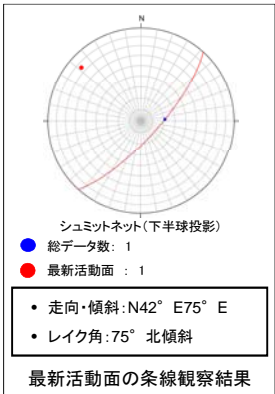 N
シュミットネット(下半球投影)
総データ数: 1
最新活動面 : 1
• 走向・傾斜:N42° E75° E
• レイク角:75° 北傾斜
最新活動面の条線観察結果